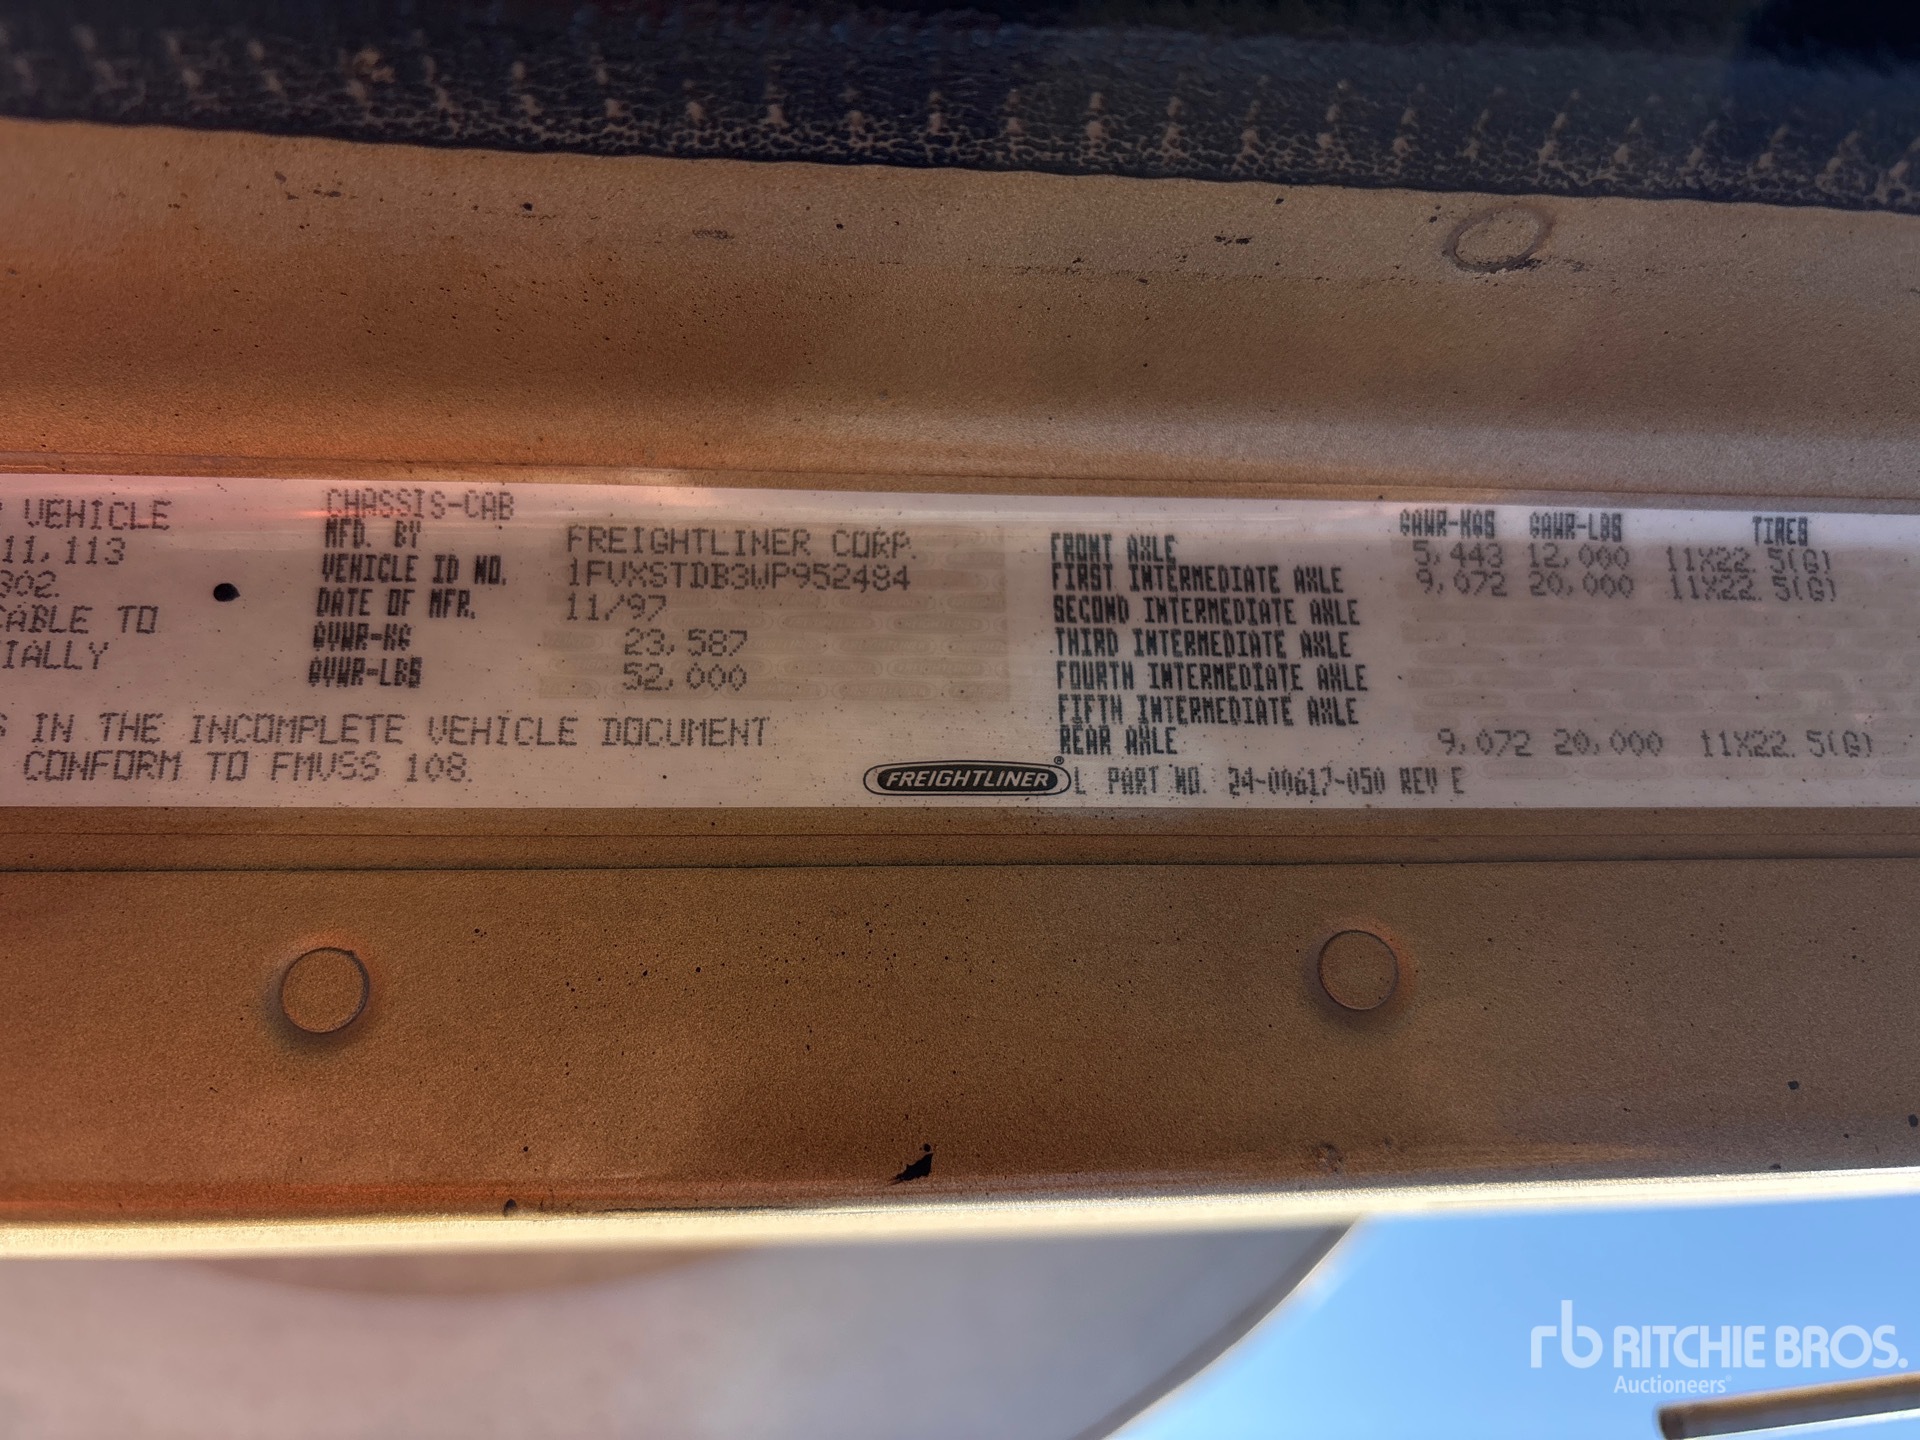 VEHICLE
11,113
302.
CABLE TO
IALLY
S IN THE INCOMPLETE VEHICLE DOCUMENT
CONFORM TO FMVSS 108.
CHASSIS-CAB
MFD. BY FREIGHTLINER CORP.
VEHICLE ID NO. 1FVXSTDB3WP952484
DATE OF MFR. 11/97
GVWR-KG 23,587
GVWR-LBS 52,000
GAWR-KGS GAWR-LBS TIRES
FRONT AXLE 5,443 12,000 11X22.5(G)
FIRST INTERMEDIATE AXLE 9,072 20,000 11X22.5(G)
SECOND INTERMEDIATE AXLE
THIRD INTERMEDIATE AXLE
FOURTH INTERMEDIATE AXLE
FIFTH INTERMEDIATE AXLE
REAR AXLE 9,072 20,000 11X22.5(G)
FREIGHTLINER® L PART NO. 24-00617-050 REV E
rb RITCHIE BROS.
Auctioneers®